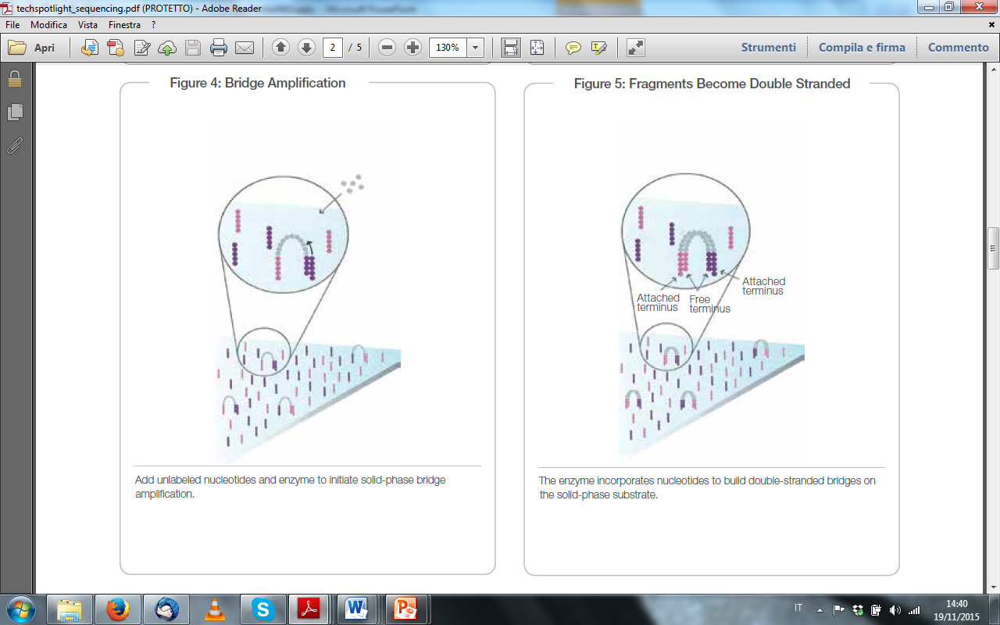 techspotlight_sequencing.pdf (PROTETTO) - Adobe Reader
File Modifica Vista Finestra ?
Apri 2 / 5 130% Strumenti Compila e firma Commento
Figure 4: Bridge Amplification
Add unlabeled nucleotides and enzyme to initiate solid-phase bridge
amplification.
Figure 5: Fragments Become Double Stranded
Attached
terminus
Free
terminus
Attached
terminus
The enzyme incorporates nucleotides to build double-stranded bridges on
the solid-phase substrate.
IT
14:40
19/11/2015